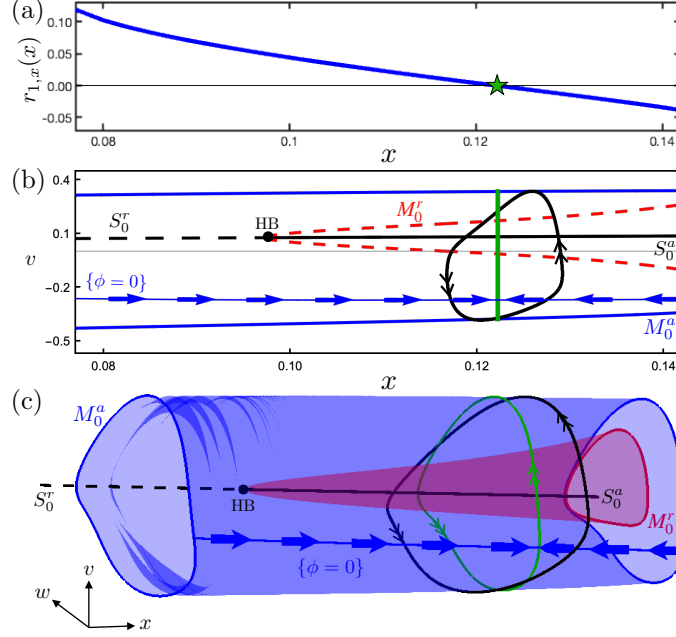 (a)
r_{1,x}(x)
0.10
0.05
0.00
-0.05
0.08
0.1
0.12
0.14
x
(b)
v
0.4
0.1
-0.2
-0.5
S_0^r
HB
M_0^r
S_0^a
{ϕ = 0}
M_0^a
0.08
0.10
0.12
0.14
x
(c)
M_0^a
S_0^r
HB
S_0^a
M_0^r
{ϕ = 0}
v
w
x